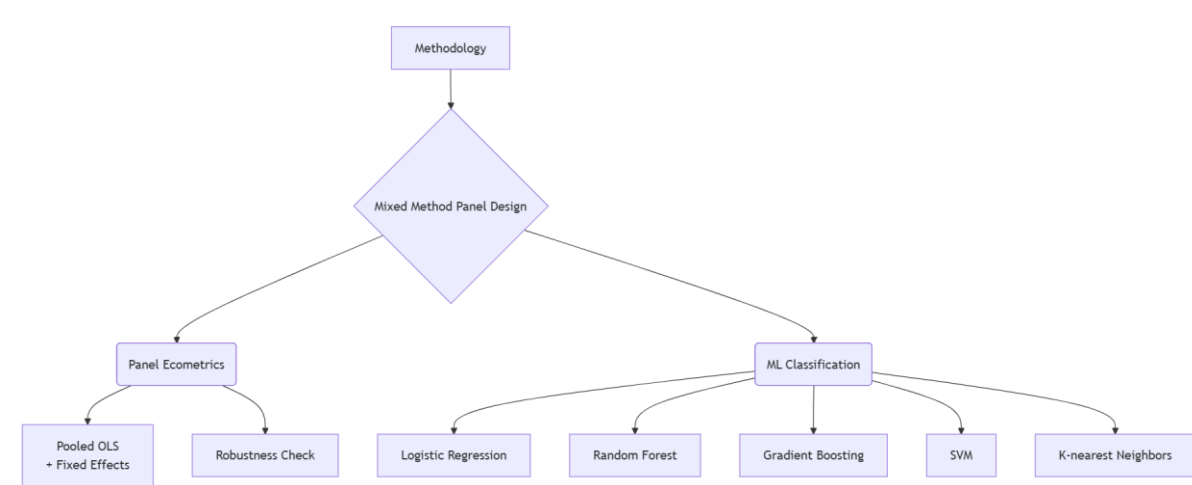 Methodology
Mixed Method Panel Design
Panel Ecometrics
ML Classification
Pooled OLS
+ Fixed Effects
Robustness Check
Logistic Regression
Random Forest
Gradient Boosting
SVM
K-nearest Neighbors